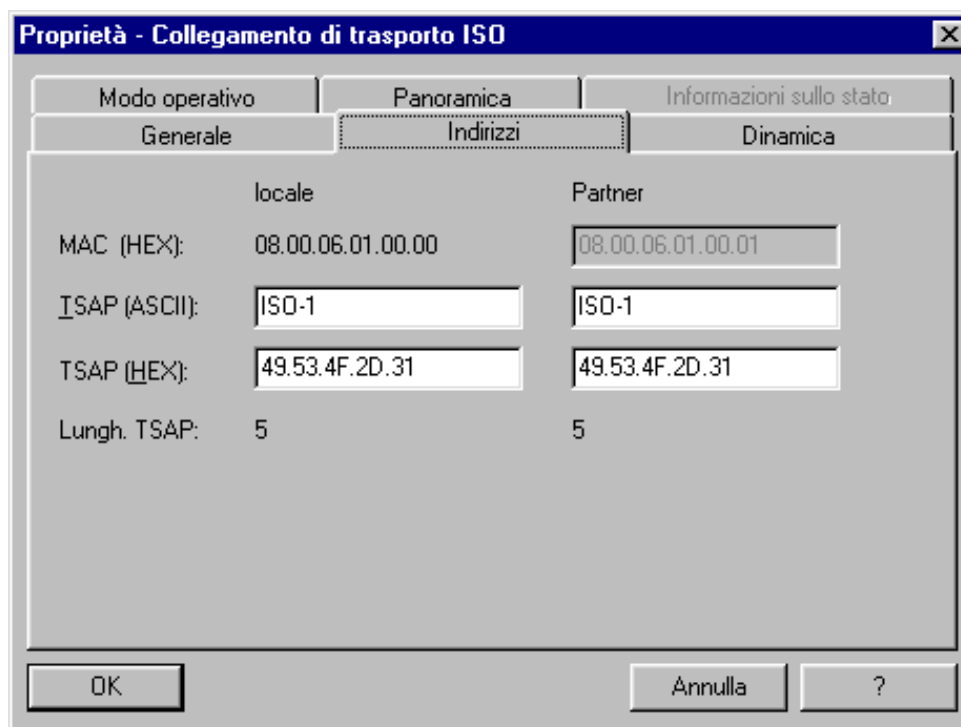 Proprietà - Collegamento di trasporto ISO
Modo operativo Panoramica Informazioni sullo stato
Generale Indirizzi Dinamica
locale Partner
MAC (HEX): 08.00.06.01.00.00 08.00.06.01.00.01
TSAP (ASCII): ISO-1 ISO-1
TSAP (HEX): 49.53.4F.2D.31 49.53.4F.2D.31
Lungh. TSAP: 5 5
OK Annulla ?